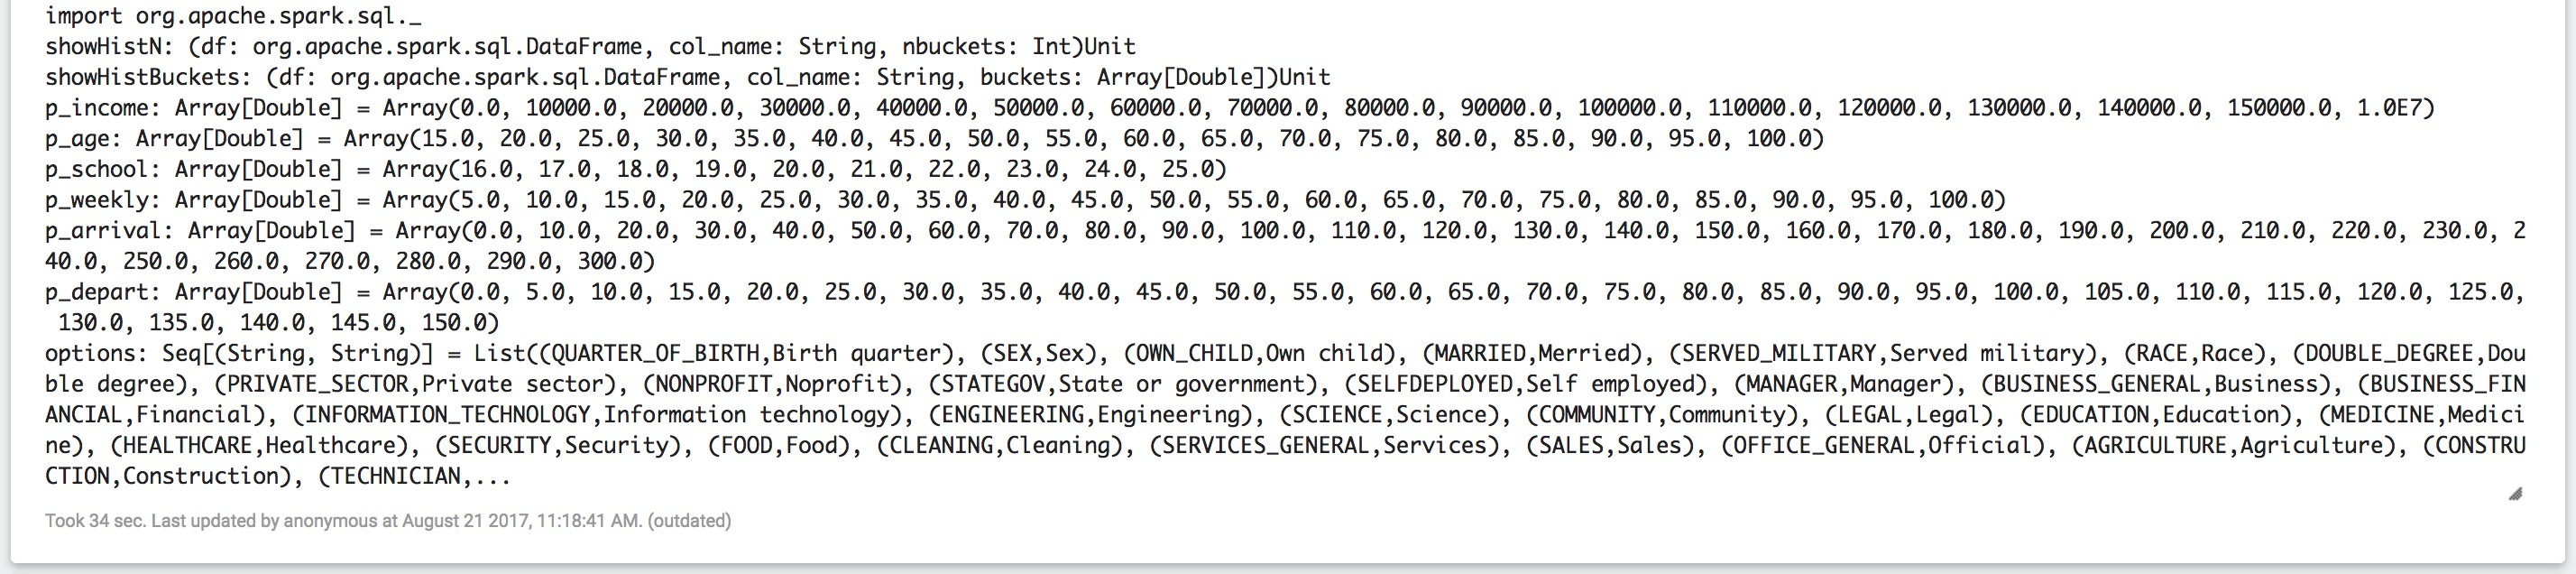 import org.apache.spark.sql._
showHistN: (df: org.apache.spark.sql.DataFrame, col_name: String, nbuckets: Int)Unit
showHistBuckets: (df: org.apache.spark.sql.DataFrame, col_name: String, buckets: Array[Double])Unit
p_income: Array[Double] = Array(0.0, 10000.0, 20000.0, 30000.0, 40000.0, 50000.0, 60000.0, 70000.0, 80000.0, 90000.0, 100000.0, 110000.0, 120000.0, 130000.0, 140000.0, 150000.0, 1.0E7)
p_age: Array[Double] = Array(15.0, 20.0, 25.0, 30.0, 35.0, 40.0, 45.0, 50.0, 55.0, 60.0, 65.0, 70.0, 75.0, 80.0, 85.0, 90.0, 95.0, 100.0)
p_school: Array[Double] = Array(16.0, 17.0, 18.0, 19.0, 20.0, 21.0, 22.0, 23.0, 24.0, 25.0)
p_weekly: Array[Double] = Array(5.0, 10.0, 15.0, 20.0, 25.0, 30.0, 35.0, 40.0, 45.0, 50.0, 55.0, 60.0, 65.0, 70.0, 75.0, 80.0, 85.0, 90.0, 95.0, 100.0)
p_arrival: Array[Double] = Array(0.0, 10.0, 20.0, 30.0, 40.0, 50.0, 60.0, 70.0, 80.0, 90.0, 100.0, 110.0, 120.0, 130.0, 140.0, 150.0, 160.0, 170.0, 180.0, 190.0, 200.0, 210.0, 220.0, 230.0, 2
40.0, 250.0, 260.0, 270.0, 280.0, 290.0, 300.0)
p_depart: Array[Double] = Array(0.0, 5.0, 10.0, 15.0, 20.0, 25.0, 30.0, 35.0, 40.0, 45.0, 50.0, 55.0, 60.0, 65.0, 70.0, 75.0, 80.0, 85.0, 90.0, 95.0, 100.0, 105.0, 110.0, 115.0, 120.0, 125.0,
130.0, 135.0, 140.0, 145.0, 150.0)
options: Seq[(String, String)] = List((QUARTER_OF_BIRTH,Birth quarter), (SEX,Sex), (OWN_CHILD,Own child), (MARRIED,Merried), (SERVED_MILITARY,Served military), (RACE,Race), (DOUBLE_DEGREE,Dou
ble degree), (PRIVATE_SECTOR,Private sector), (NONPROFIT,Noprofit), (STATEGOV,State or government), (SELFDEPLOYED,Self employed), (MANAGER,Manager), (BUSINESS_GENERAL,Business), (BUSINESS_FIN
ANCIAL,Financial), (INFORMATION_TECHNOLOGY,Information technology), (ENGINEERING,Engineering), (SCIENCE,Science), (COMMUNITY,Community), (LEGAL,Legal), (EDUCATION,Education), (MEDICINE,Medici
ne), (HEALTHCARE,Healthcare), (SECURITY,Security), (FOOD,Food), (CLEANING,Cleaning), (SERVICES_GENERAL,Services), (SALES,Sales), (OFFICE_GENERAL,Official), (AGRICULTURE,Agriculture), (CONSTRU
CTION,Construction), (TECHNICIAN,...
Took 34 sec. Last updated by anonymous at August 21 2017, 11:18:41 AM. (outdated)